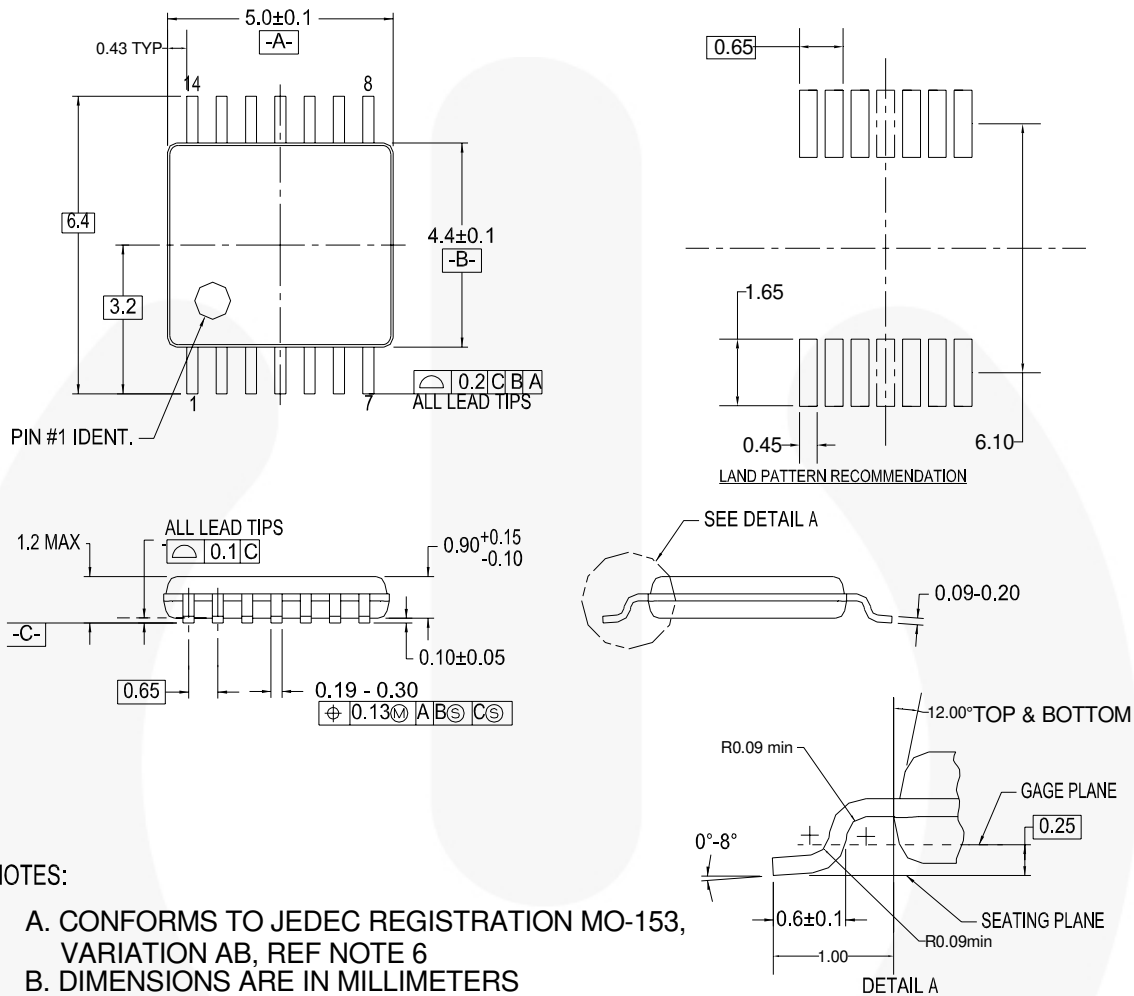 5.0±0.1
-A-
0.43 TYP
14
8
6.4
3.2
4.4±0.1
-B-
0.2 C B A
ALL LEAD TIPS
1
7
PIN #1 IDENT.
0.65
1.65
0.45
6.10
LAND PATTERN RECOMMENDATION
ALL LEAD TIPS
0.1 C
1.2 MAX
0.90+0.15
-0.10
-C-
0.10±0.05
0.65
0.19 - 0.30
⌖ 0.13Ⓜ A BⓈ CⓈ
SEE DETAIL A
0.09-0.20
12.00° TOP & BOTTOM
R0.09 min
GAGE PLANE
0.25
0°-8°
SEATING PLANE
0.6±0.1
R0.09min
1.00
DETAIL A
OTES:
A. CONFORMS TO JEDEC REGISTRATION MO-153,
VARIATION AB, REF NOTE 6
B. DIMENSIONS ARE IN MILLIMETERS